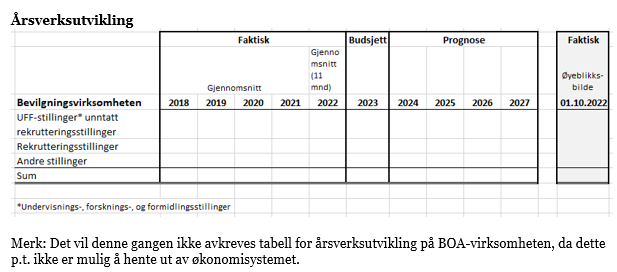 Årsverksutvikling
Faktisk Budsjett Prognose Faktisk
Gjennomsnitt Gjenno
msnitt
(11
mnd) Øyeblikks-
bilde
Bevilgningsvirksomheten 2018 2019 2020 2021 2022 2023 2024 2025 2026 2027 01.10.2022
UFF-stillinger* unntatt
rekrutteringsstillinger
Rekrutteringsstillinger
Andre stillinger
Sum
*Undervisnings-, forsknings-, og formidlingsstillinger
Merk: Det vil denne gangen ikke avkreves tabell for årsverksutvikling på BOA-virksomheten, da dette
p.t. ikke er mulig å hente ut av økonomisystemet.